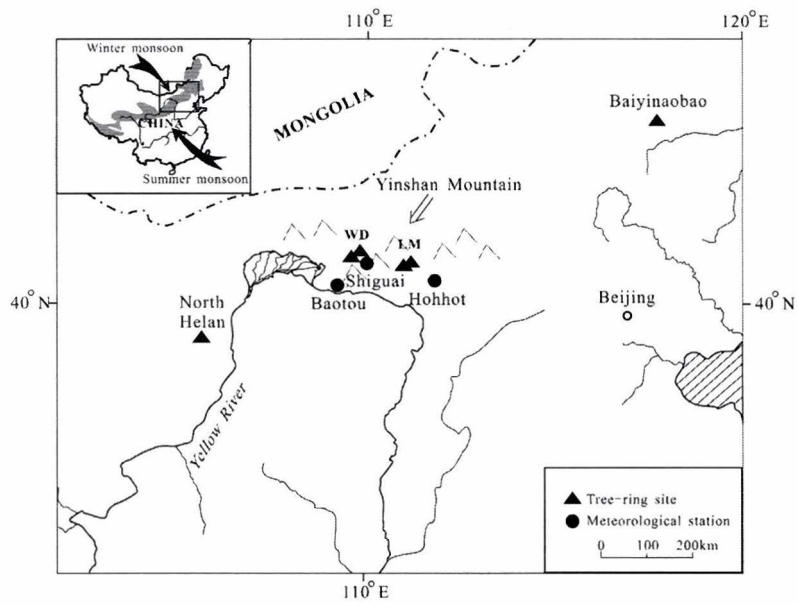 110°E
120°E
Winter monsoon
CHINA
Summer monsoon
MONGOLIA
Baiyinaobao
Yinshan Mountain
WD
LM
Shiguai
40°N
Baotou
Hohhot
Beijing
40°N
North
Helan
Yellow River
Tree-ring site
Meteorological station
0 100 200km
110°E